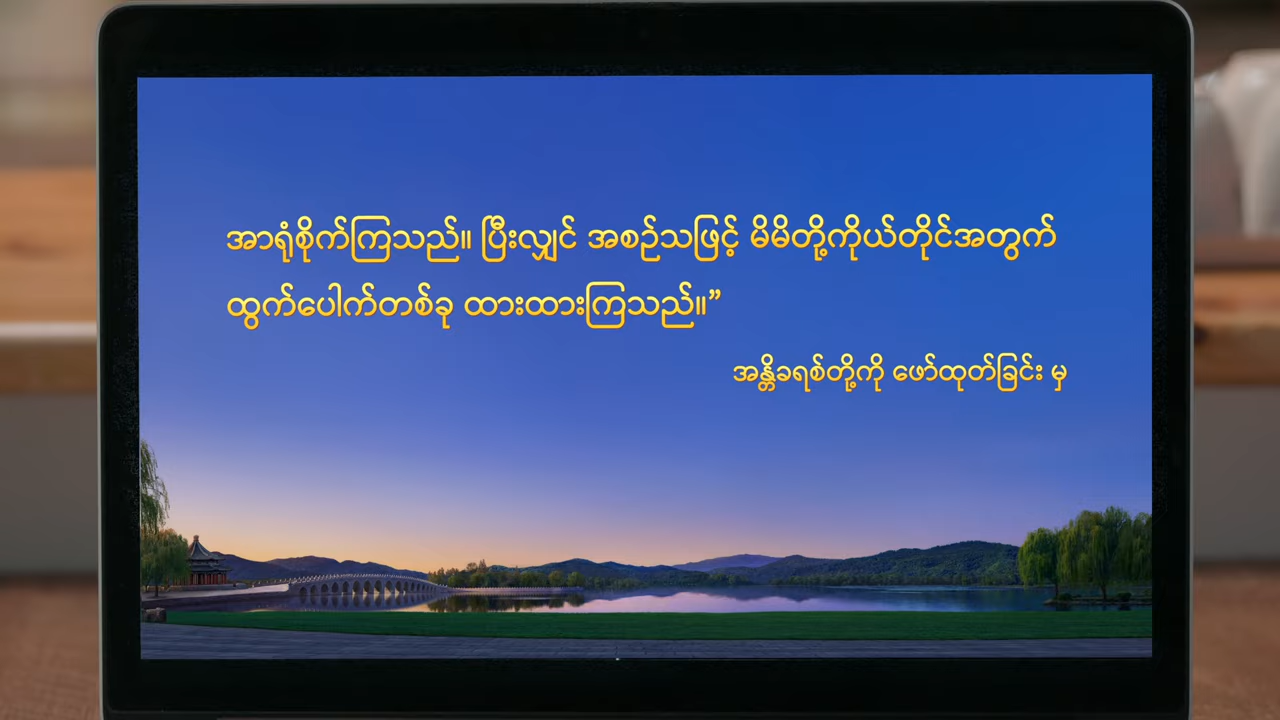 အာရုံစိုက်ကြသည်။ ပြီးလျှင် အစဉ်သဖြင့် မိမိတို့ကိုယ်တိုင်အတွက်
ထွက်ပေါက်တစ်ခု ထားထားကြသည်။”
အန္တိခရစ်တို့ကို ဖော်ထုတ်ခြင်း မှ